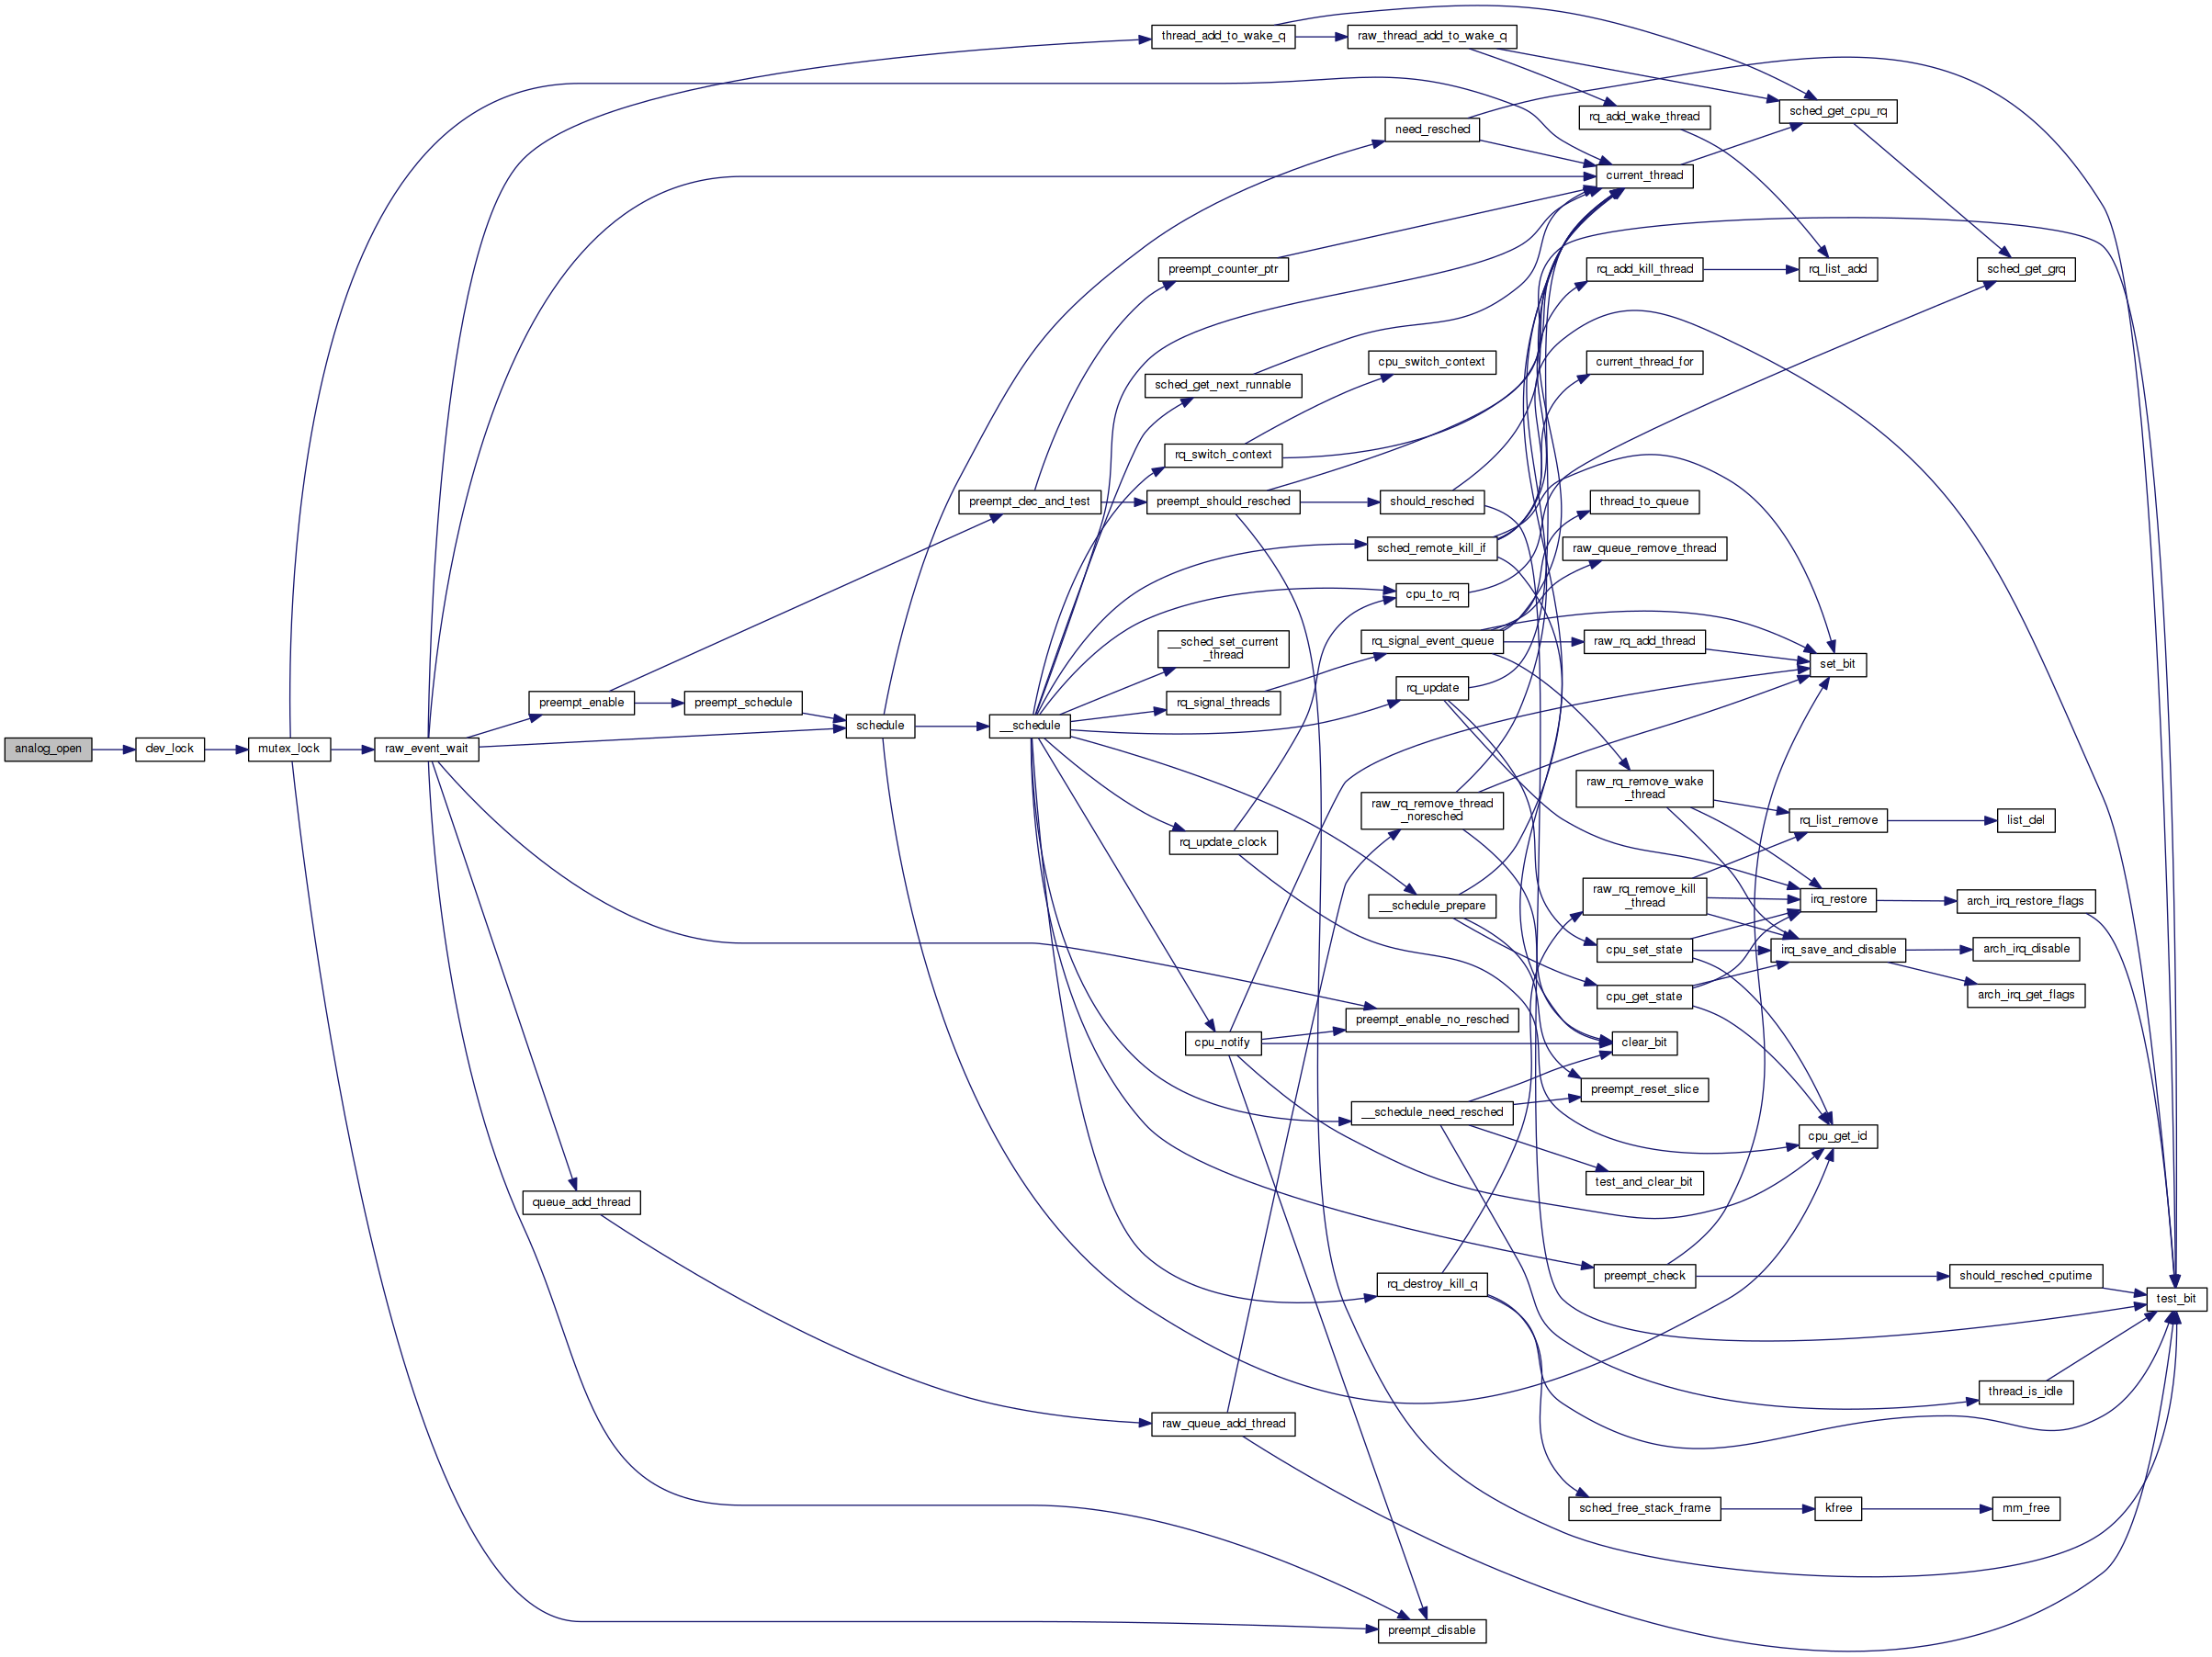 analog_open
dev_lock
mutex_lock
raw_event_wait
preempt_enable
preempt_schedule
queue_add_thread
schedule
preempt_dec_and_test
__schedule
thread_add_to_wake_q
preempt_counter_ptr
sched_get_next_runnable
rq_switch_context
preempt_should_resched
__sched_set_current
_thread
rq_signal_threads
rq_update_clock
cpu_notify
raw_queue_add_thread
raw_thread_add_to_wake_q
need_resched
cpu_switch_context
should_resched
sched_remote_kill_if
cpu_to_rq
rq_signal_event_queue
rq_update
raw_rq_remove_thread
_noresched
__schedule_prepare
preempt_enable_no_resched
__schedule_need_resched
rq_destroy_kill_q
preempt_disable
rq_add_wake_thread
current_thread
rq_add_kill_thread
current_thread_for
thread_to_queue
raw_queue_remove_thread
raw_rq_add_thread
raw_rq_remove_wake
_thread
raw_rq_remove_kill
_thread
cpu_set_state
cpu_get_state
clear_bit
preempt_reset_slice
test_and_clear_bit
preempt_check
sched_free_stack_frame
sched_get_cpu_rq
rq_list_add
set_bit
rq_list_remove
irq_restore
irq_save_and_disable
cpu_get_id
kfree
sched_get_grq
list_del
arch_irq_restore_flags
arch_irq_disable
arch_irq_get_flags
should_resched_cputime
thread_is_idle
mm_free
test_bit